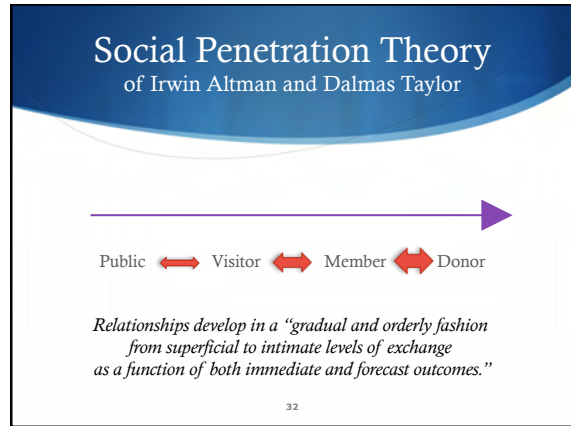 Social Penetration Theory
of Irwin Altman and Dalmas Taylor
Public Visitor Member Donor
Relationships develop in a “gradual and orderly fashion
from superficial to intimate levels of exchange
as a function of both immediate and forecast outcomes.”
32